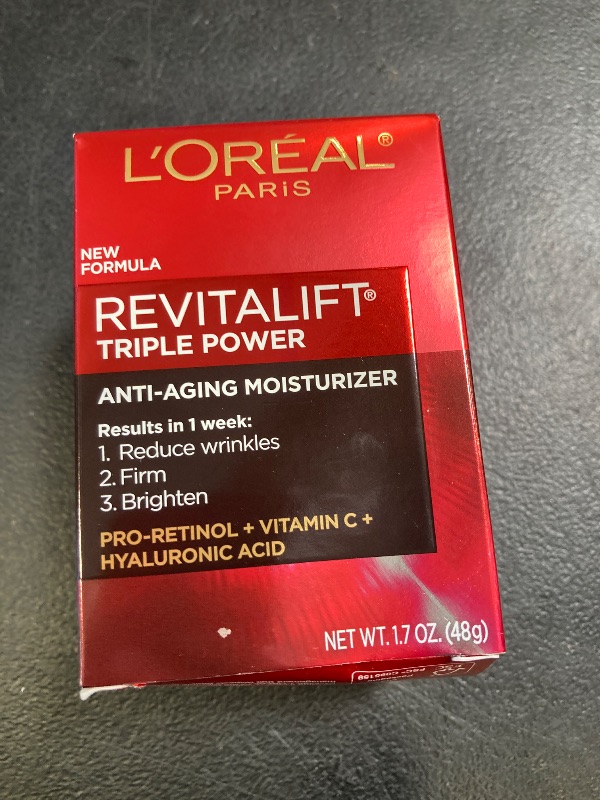 L'ORÉAL®
PARiS
NEW
FORMULA
REVITALIFT®
TRIPLE POWER
ANTI-AGING MOISTURIZER
Results in 1 week:
1. Reduce wrinkles
2. Firm
3. Brighten
PRO-RETINOL + VITAMIN C +
HYALURONIC ACID
NET WT. 1.7 OZ. (48g)